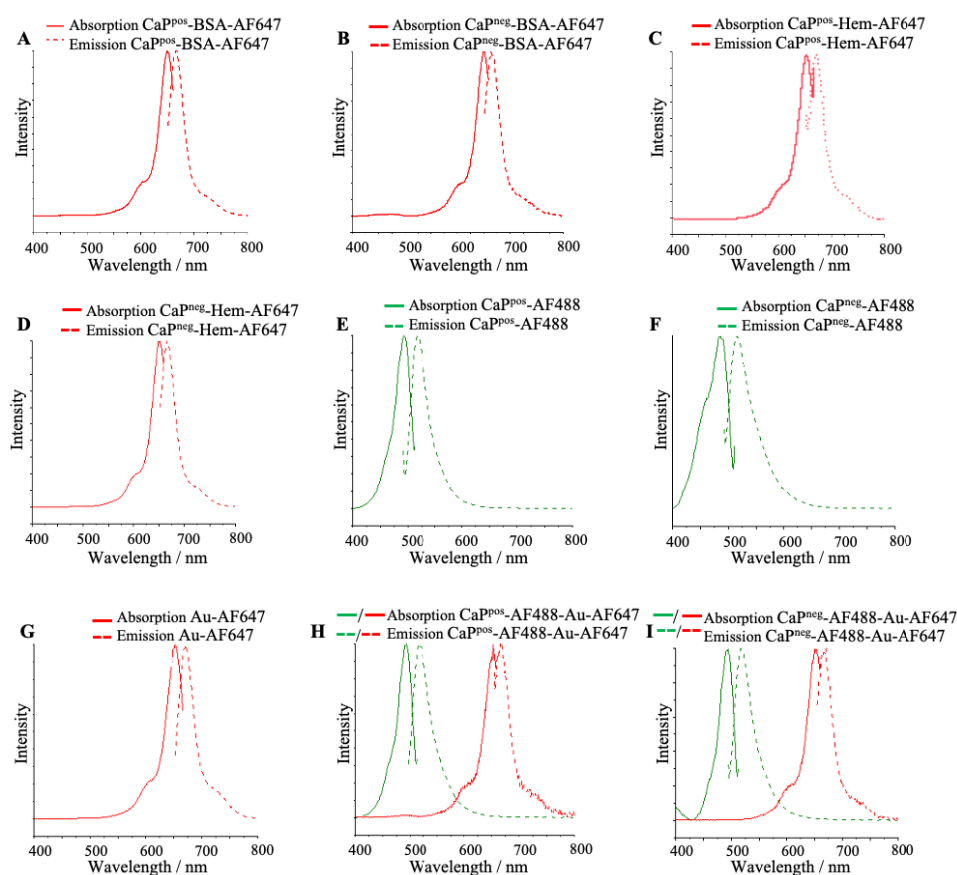 A
Absorption CaPᵖᵒˢ-BSA-AF647
Emission CaPᵖᵒˢ-BSA-AF647
Intensity
400 500 600 700 800
Wavelength / nm
B
Absorption CaPⁿᵉᵍ-BSA-AF647
Emission CaPⁿᵉᵍ-BSA-AF647
Intensity
400 500 600 700 800
Wavelength / nm
C
Absorption CaPᵖᵒˢ-Hem-AF647
Emission CaPᵖᵒˢ-Hem-AF647
Intensity
400 500 600 700 800
Wavelength / nm
D
Absorption CaPⁿᵉᵍ-Hem-AF647
Emission CaPⁿᵉᵍ-Hem-AF647
Intensity
400 500 600 700 800
Wavelength / nm
E
Absorption CaPᵖᵒˢ-AF488
Emission CaPᵖᵒˢ-AF488
Intensity
400 500 600 700 800
Wavelength / nm
F
Absorption CaPⁿᵉᵍ-AF488
Emission CaPⁿᵉᵍ-AF488
Intensity
400 500 600 700 800
Wavelength / nm
G
Absorption Au-AF647
Emission Au-AF647
Intensity
400 500 600 700 800
Wavelength / nm
H
/ Absorption CaPᵖᵒˢ-AF488-Au-AF647
/ Emission CaPᵖᵒˢ-AF488-Au-AF647
Intensity
400 500 600 700 800
Wavelength / nm
I
/ Absorption CaPⁿᵉᵍ-AF488-Au-AF647
/ Emission CaPⁿᵉᵍ-AF488-Au-AF647
Intensity
400 500 600 700 800
Wavelength / nm